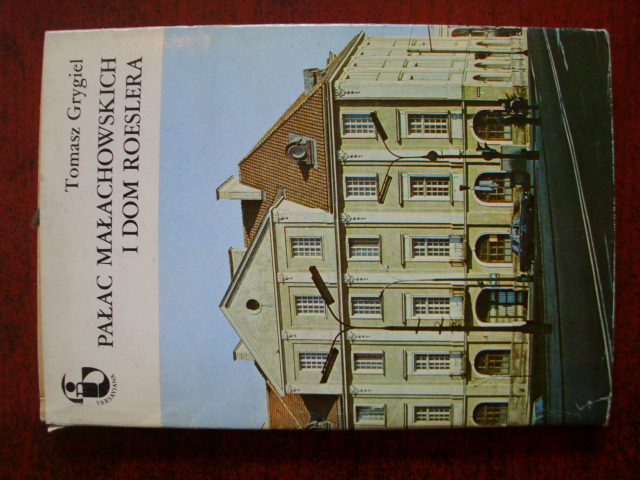 Tomasz Grygiel
PAŁAC MAŁACHOWSKICH
I DOM ROESLERA
VARSAVIANA